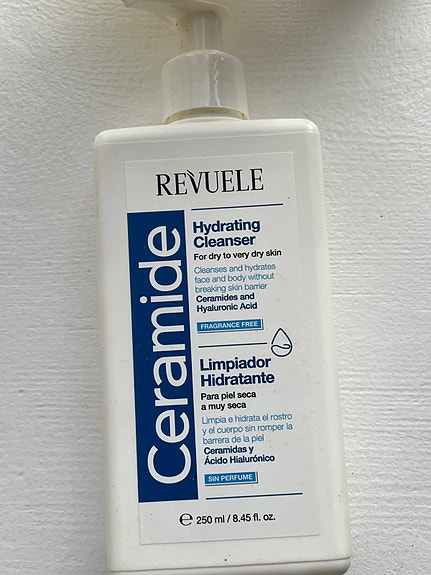 REVUELE
Ceramide
Hydrating
Cleanser
For dry to very dry skin
Cleanses and hydrates
face and body without
breaking skin barrier
Ceramides and
Hyaluronic Acid
FRAGRANCE FREE
Limpiador
Hidratante
Para piel seca
a muy seca
Limpia e hidrata el rostro
y el cuerpo sin romper la
barrera de la piel
Ceramidas y
Ácido Hialurónico
SIN PERFUME
℮ 250 ml / 8.45 fl. oz.